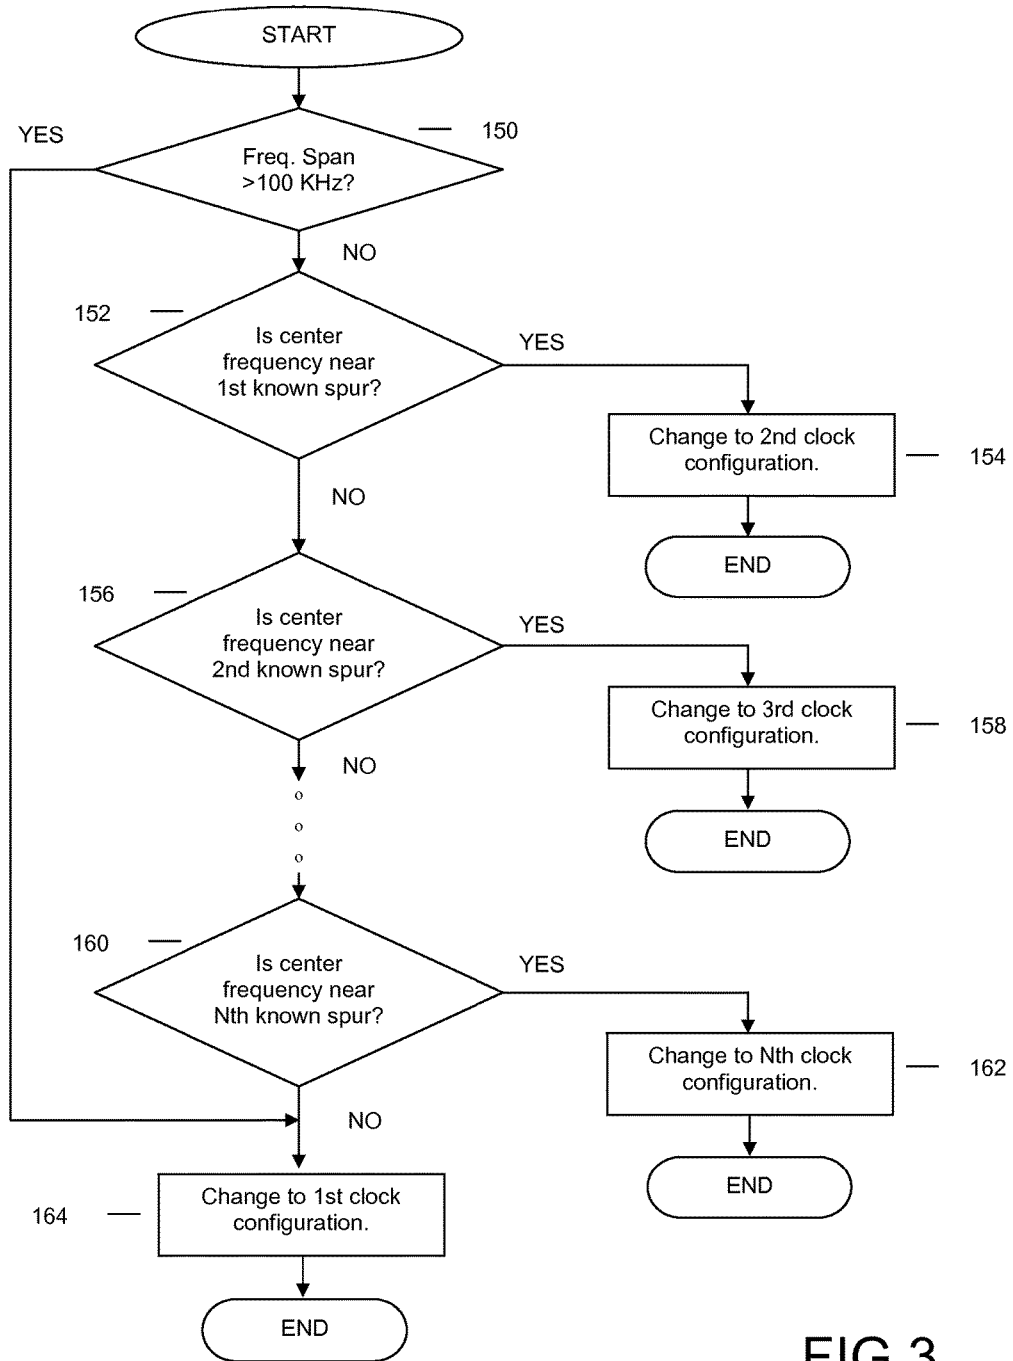 START
YES
150
Freq. Span
>100 KHz?
NO
152
Is center
frequency near
1st known spur?
YES
Change to 2nd clock
configuration.
154
NO
END
156
Is center
frequency near
2nd known spur?
YES
Change to 3rd clock
configuration.
158
NO
END
160
Is center
frequency near
Nth known spur?
YES
Change to Nth clock
configuration.
162
NO
END
164
Change to 1st clock
configuration.
END
FIG 3